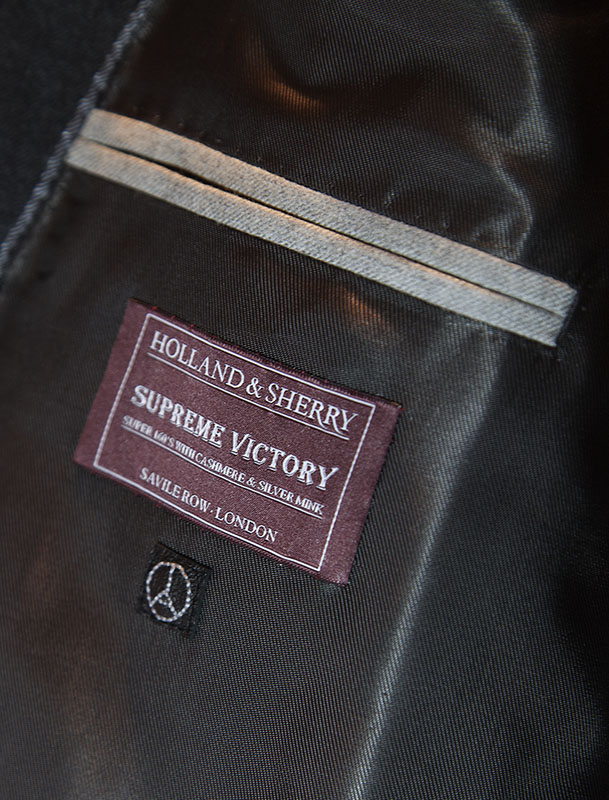 HOLLAND & SHERRY
SUPREME VICTORY
SUPER 160'S WITH CASHMERE & SILVER MINK
SAVILE ROW · LONDON